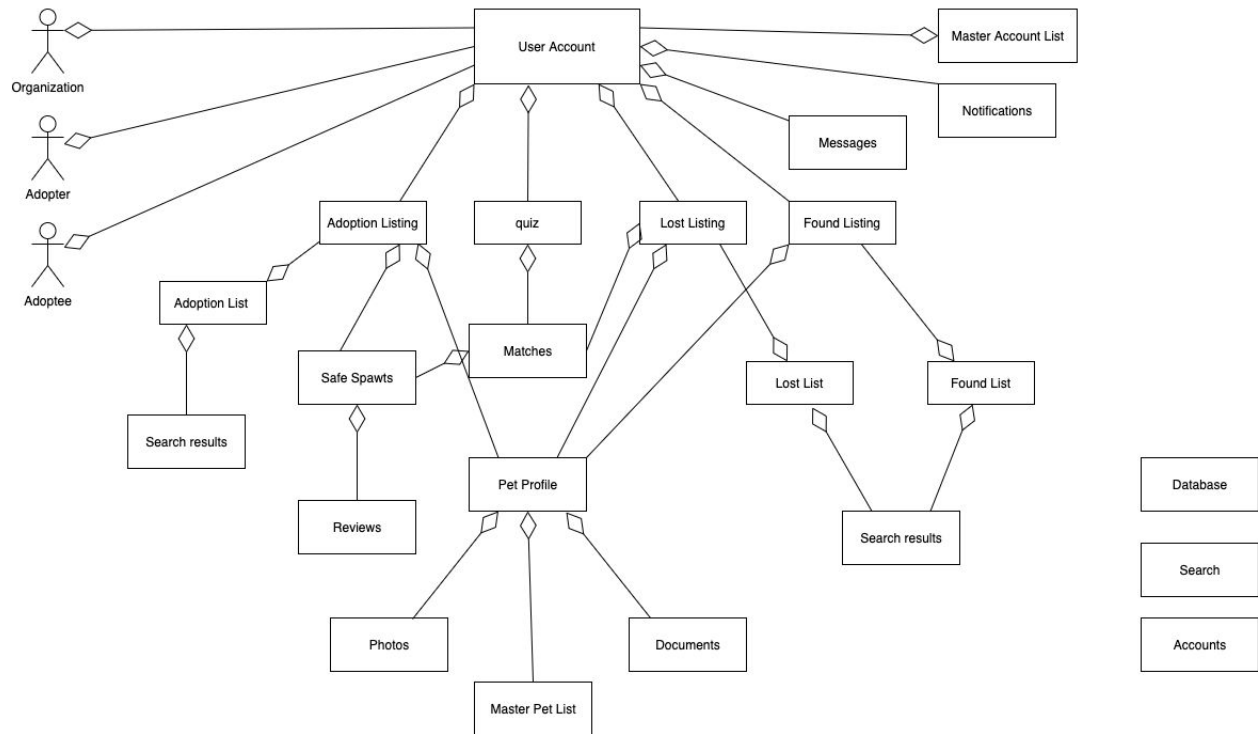 User Account
Master Account List
Organization
Notifications
Messages
Adopter
Adoption Listing
quiz
Lost Listing
Found Listing
Adoptee
Adoption List
Matches
Safe Spawts
Lost List
Found List
Search results
Pet Profile
Database
Reviews
Search results
Search
Photos
Documents
Accounts
Master Pet List